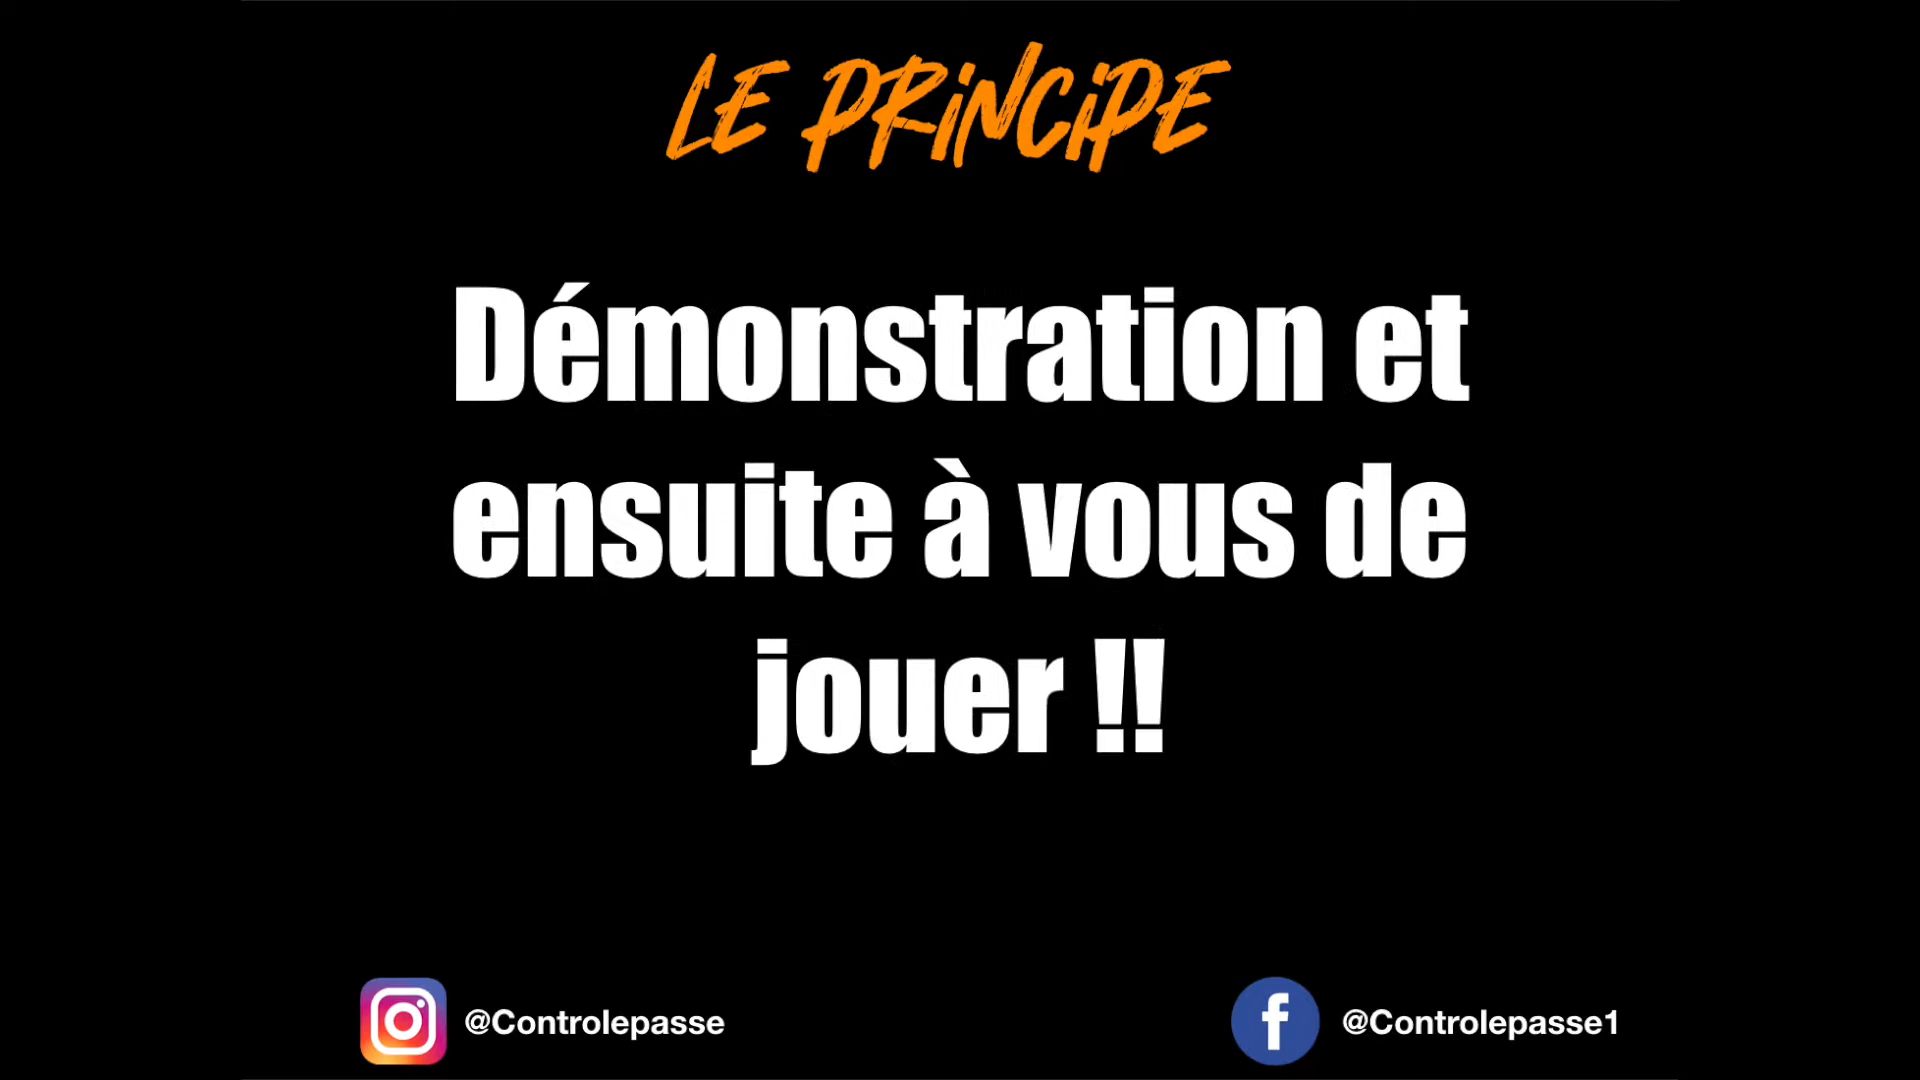 LE PRiNCiPE
Démonstration et
ensuite à vous de
jouer !!
@Controlepasse
@Controlepasse1